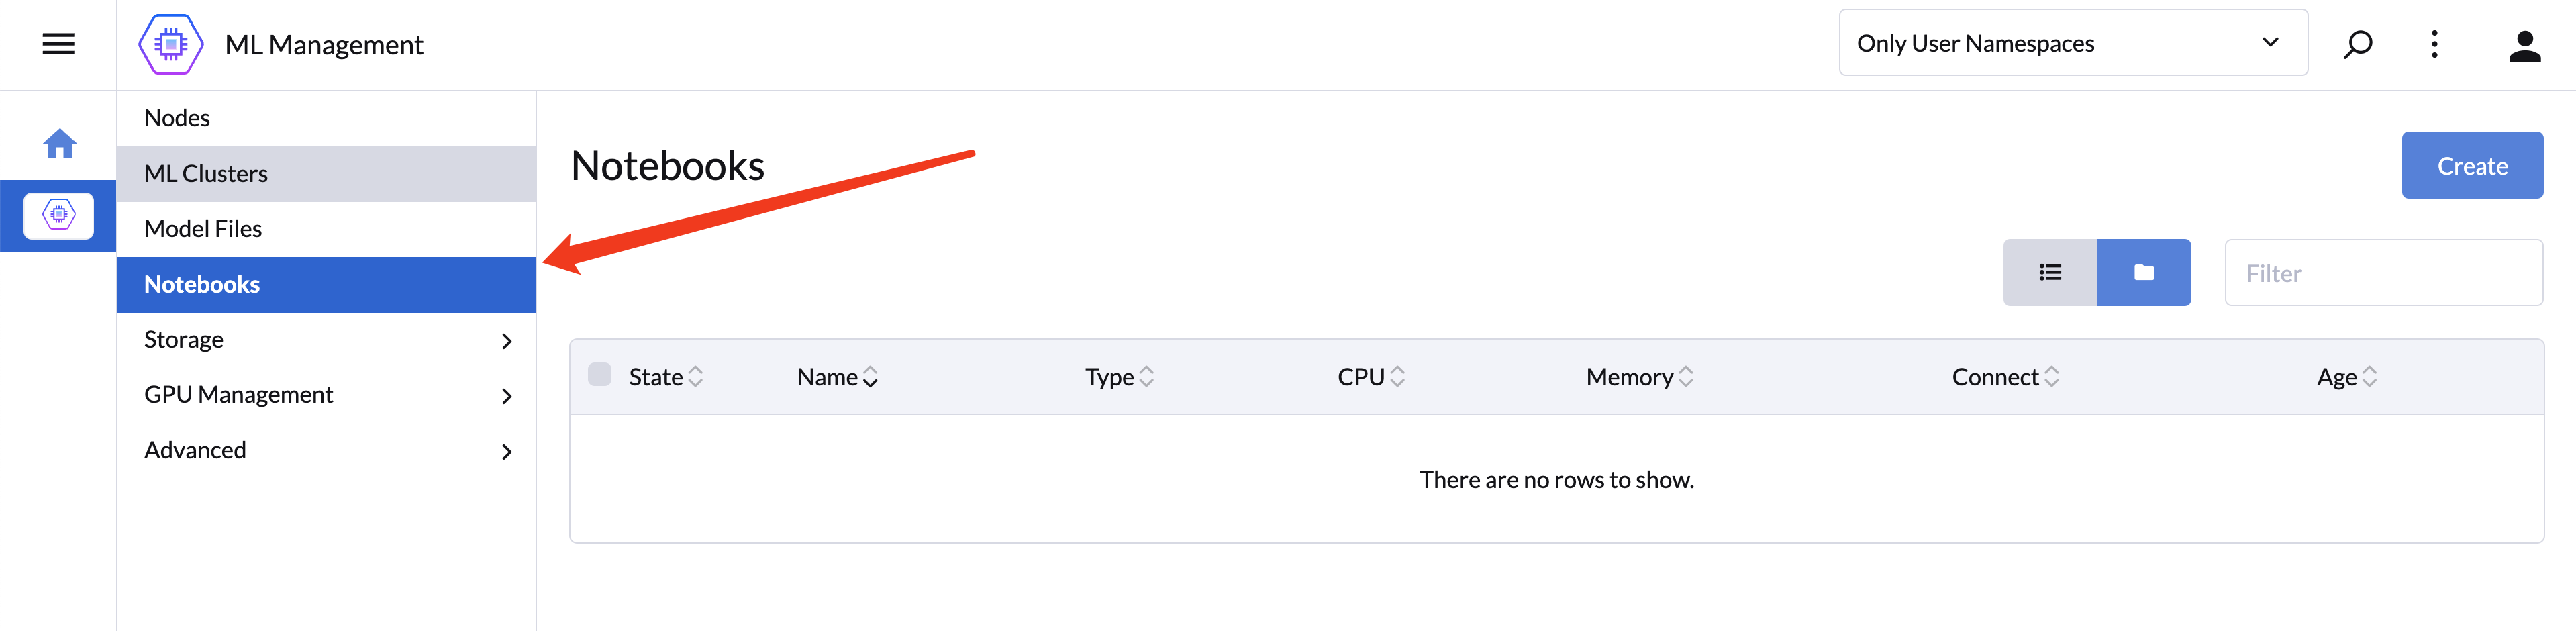 ML Management
Only User Namespaces
Nodes
ML Clusters
Model Files
Notebooks
Storage
GPU Management
Advanced
Notebooks
Create
Filter
State Name Type CPU Memory Connect Age
There are no rows to show.